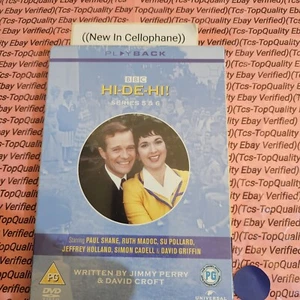 ((New In Cellophane))
PLAYBACK
BBC
HI-DE-HI!
SERIES 5 & 6
Starring PAUL SHANE, RUTH MADOC, SU POLLARD,
JEFFREY HOLLAND, SIMON CADELL & DAVID GRIFFIN
WRITTEN BY JIMMY PERRY
& DAVID CROFT
PG
DVD
PG
UNIVERSAL
(Tcs-TopQuality Ebay Verified)